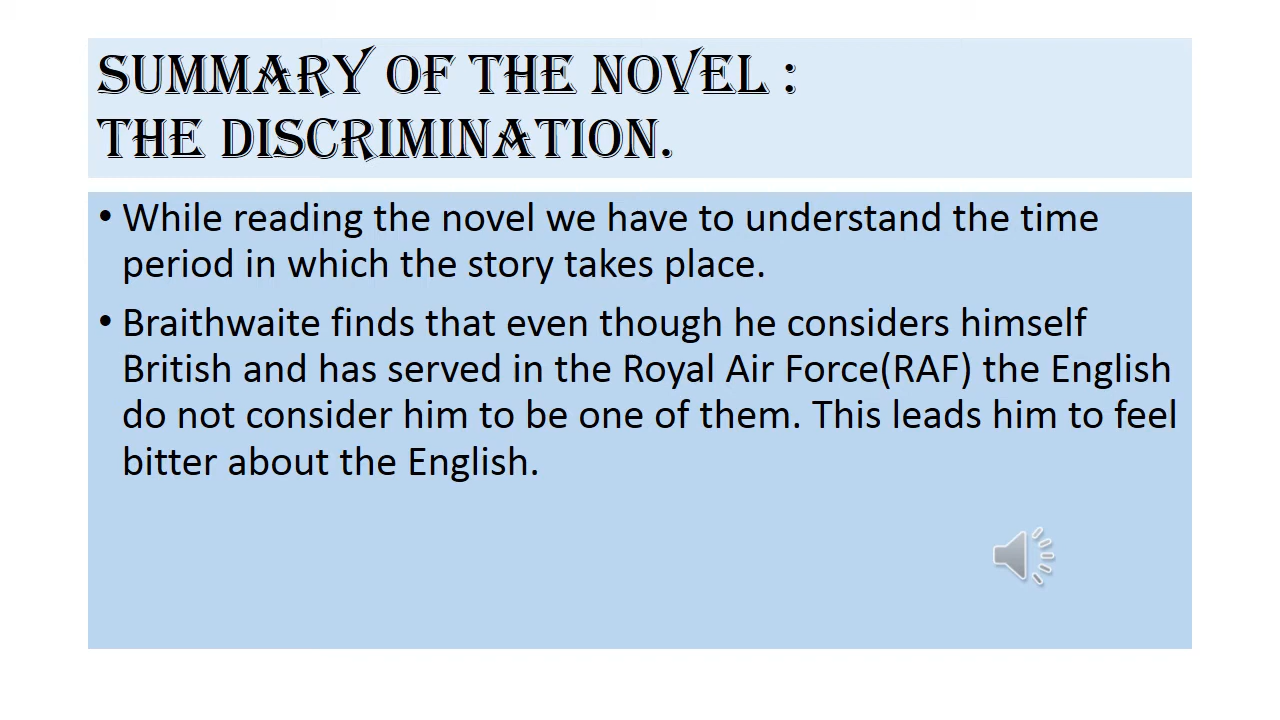 SUMMARY OF THE NOVEL :
THE DISCRIMINATION.
• While reading the novel we have to understand the time
period in which the story takes place.
• Braithwaite finds that even though he considers himself
British and has served in the Royal Air Force(RAF) the English
do not consider him to be one of them. This leads him to feel
bitter about the English.